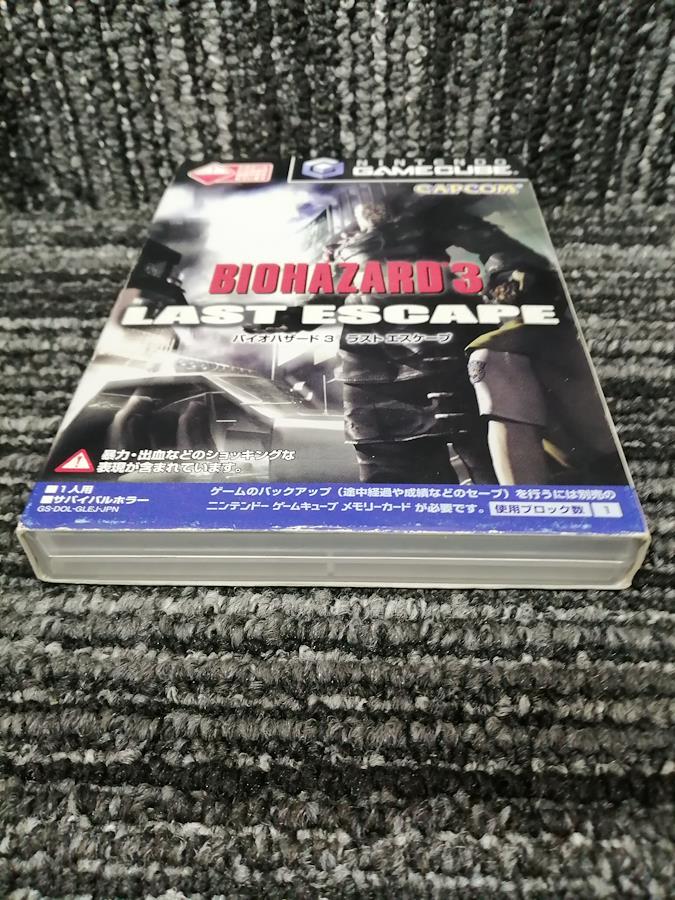 NINTENDO
GAMECUBE
CAPCOM
BIOHAZARD 3
LAST ESCAPE
バイオハザード 3 ラスト エスケープ
暴力・出血などのショッキングな
表現が含まれています。
■1人用
■サバイバルホラー
GS-DOL-GLEJ-JPN
ゲームのバックアップ（途中経過や成績などのセーブ）を行うには別売の
ニンテンドー ゲームキューブ メモリーカード が必要です。 使用ブロック数 1